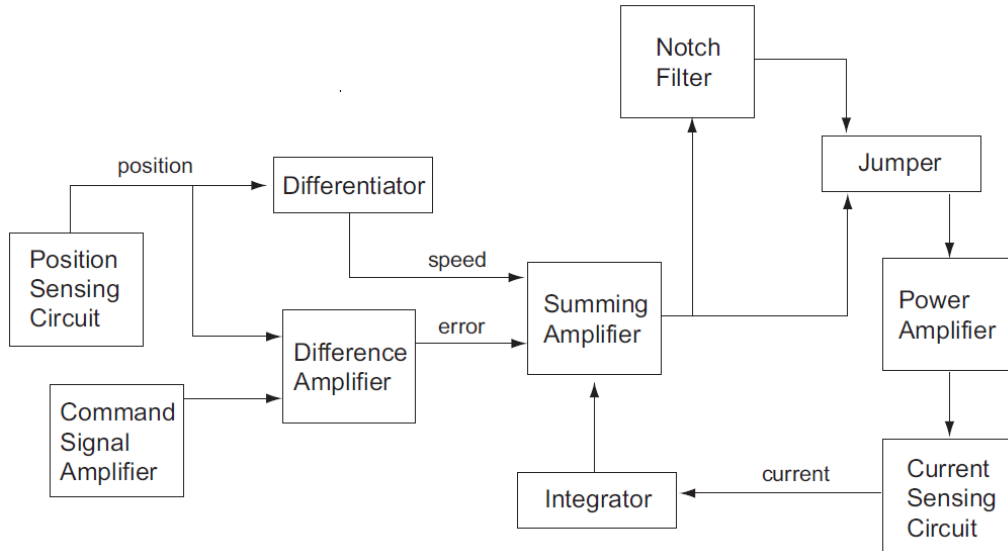 Notch
Filter
position
Differentiator
Jumper
Position
Sensing
Circuit
speed
Summing
Amplifier
Power
Amplifier
error
Difference
Amplifier
Command
Signal
Amplifier
Integrator
current
Current
Sensing
Circuit